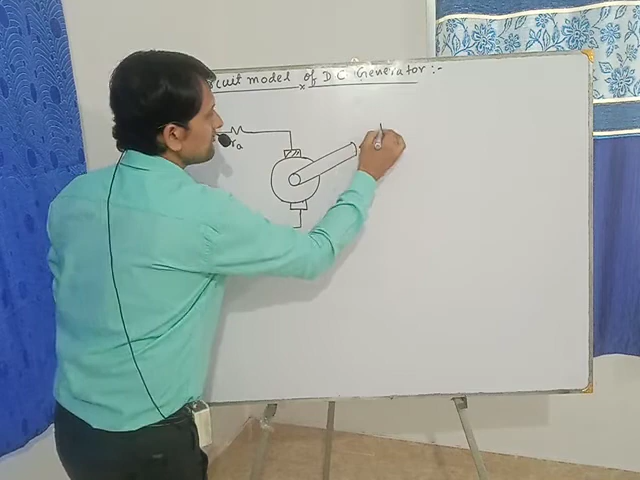 cuit model of D.C. Generator :-
ra